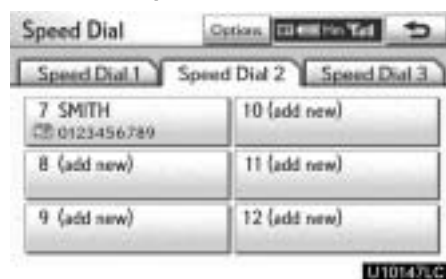 Speed Dial Options
Speed Dial 1 Speed Dial 2 Speed Dial 3
7 SMITH 10 (add new)
0123456789
8 (add new) 11 (add new)
9 (add new) 12 (add new)